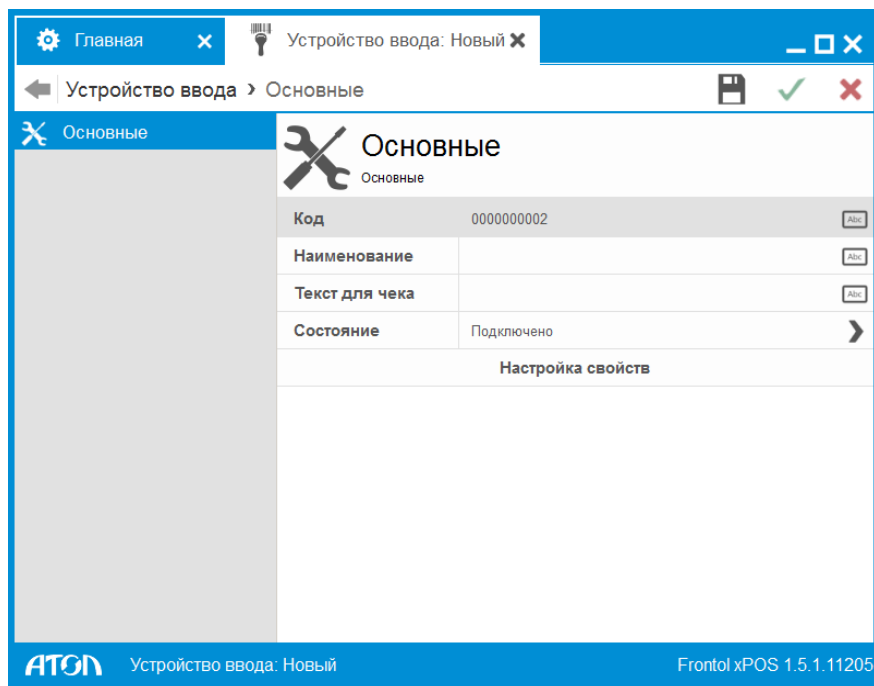 Главная
Устройство ввода: Новый
Устройство ввода › Основные
Основные
Основные
Основные
Код 0000000002 Abc
Наименование Abc
Текст для чека Abc
Состояние Подключено
Настройка свойств
ATOL Устройство ввода: Новый Frontol xPOS 1.5.1.11205